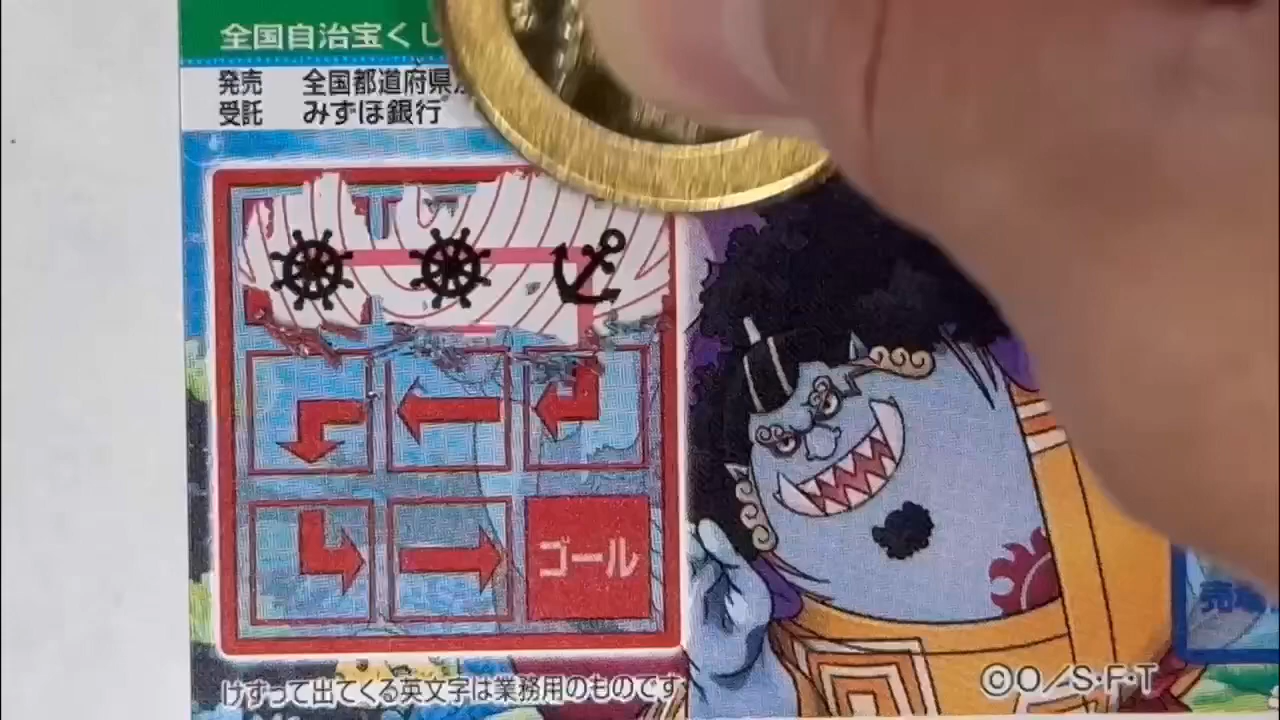 全国自治宝くじ
発売 全国都道府県
受託 みずほ銀行
ゴール
けずって出てくる英文字は業務用のものです
©O/S・F・T